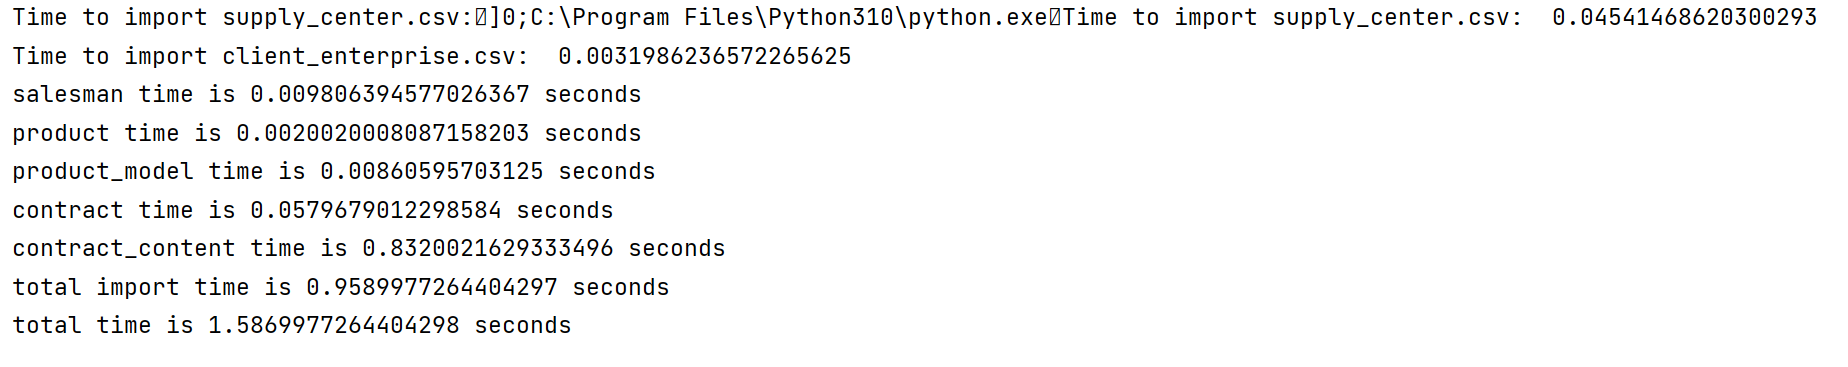 Time to import supply_center.csv:]0;C:\Program Files\Python310\python.exeTime to import supply_center.csv:  0.04541468620300293
Time to import client_enterprise.csv:  0.0031986236572265625
salesman time is 0.009806394577026367 seconds
product time is 0.0020020008087158203 seconds
product_model time is 0.00860595703125 seconds
contract time is 0.0579679012298584 seconds
contract_content time is 0.8320021629333496 seconds
total import time is 0.9589977264404297 seconds
total time is 1.5869977264404298 seconds